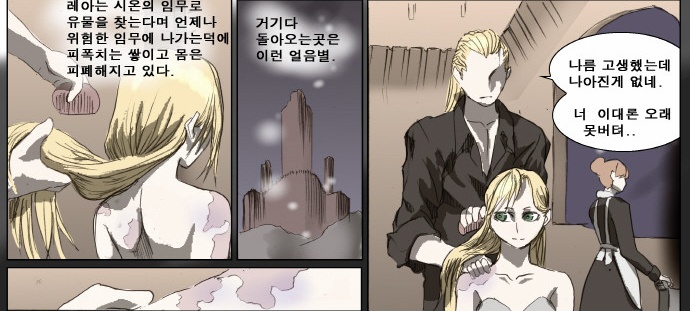 레아는 시온의 임무로
유물을 찾는다며 언제나
위험한 임무에 나가는덕에
피폭치는 쌓이고 몸은
피폐해지고 있다.
거기다
돌아오는곳은
이런 얼음별.
나름 고생했는데
나아진게 없네.
너 이대론 오래
못버텨..